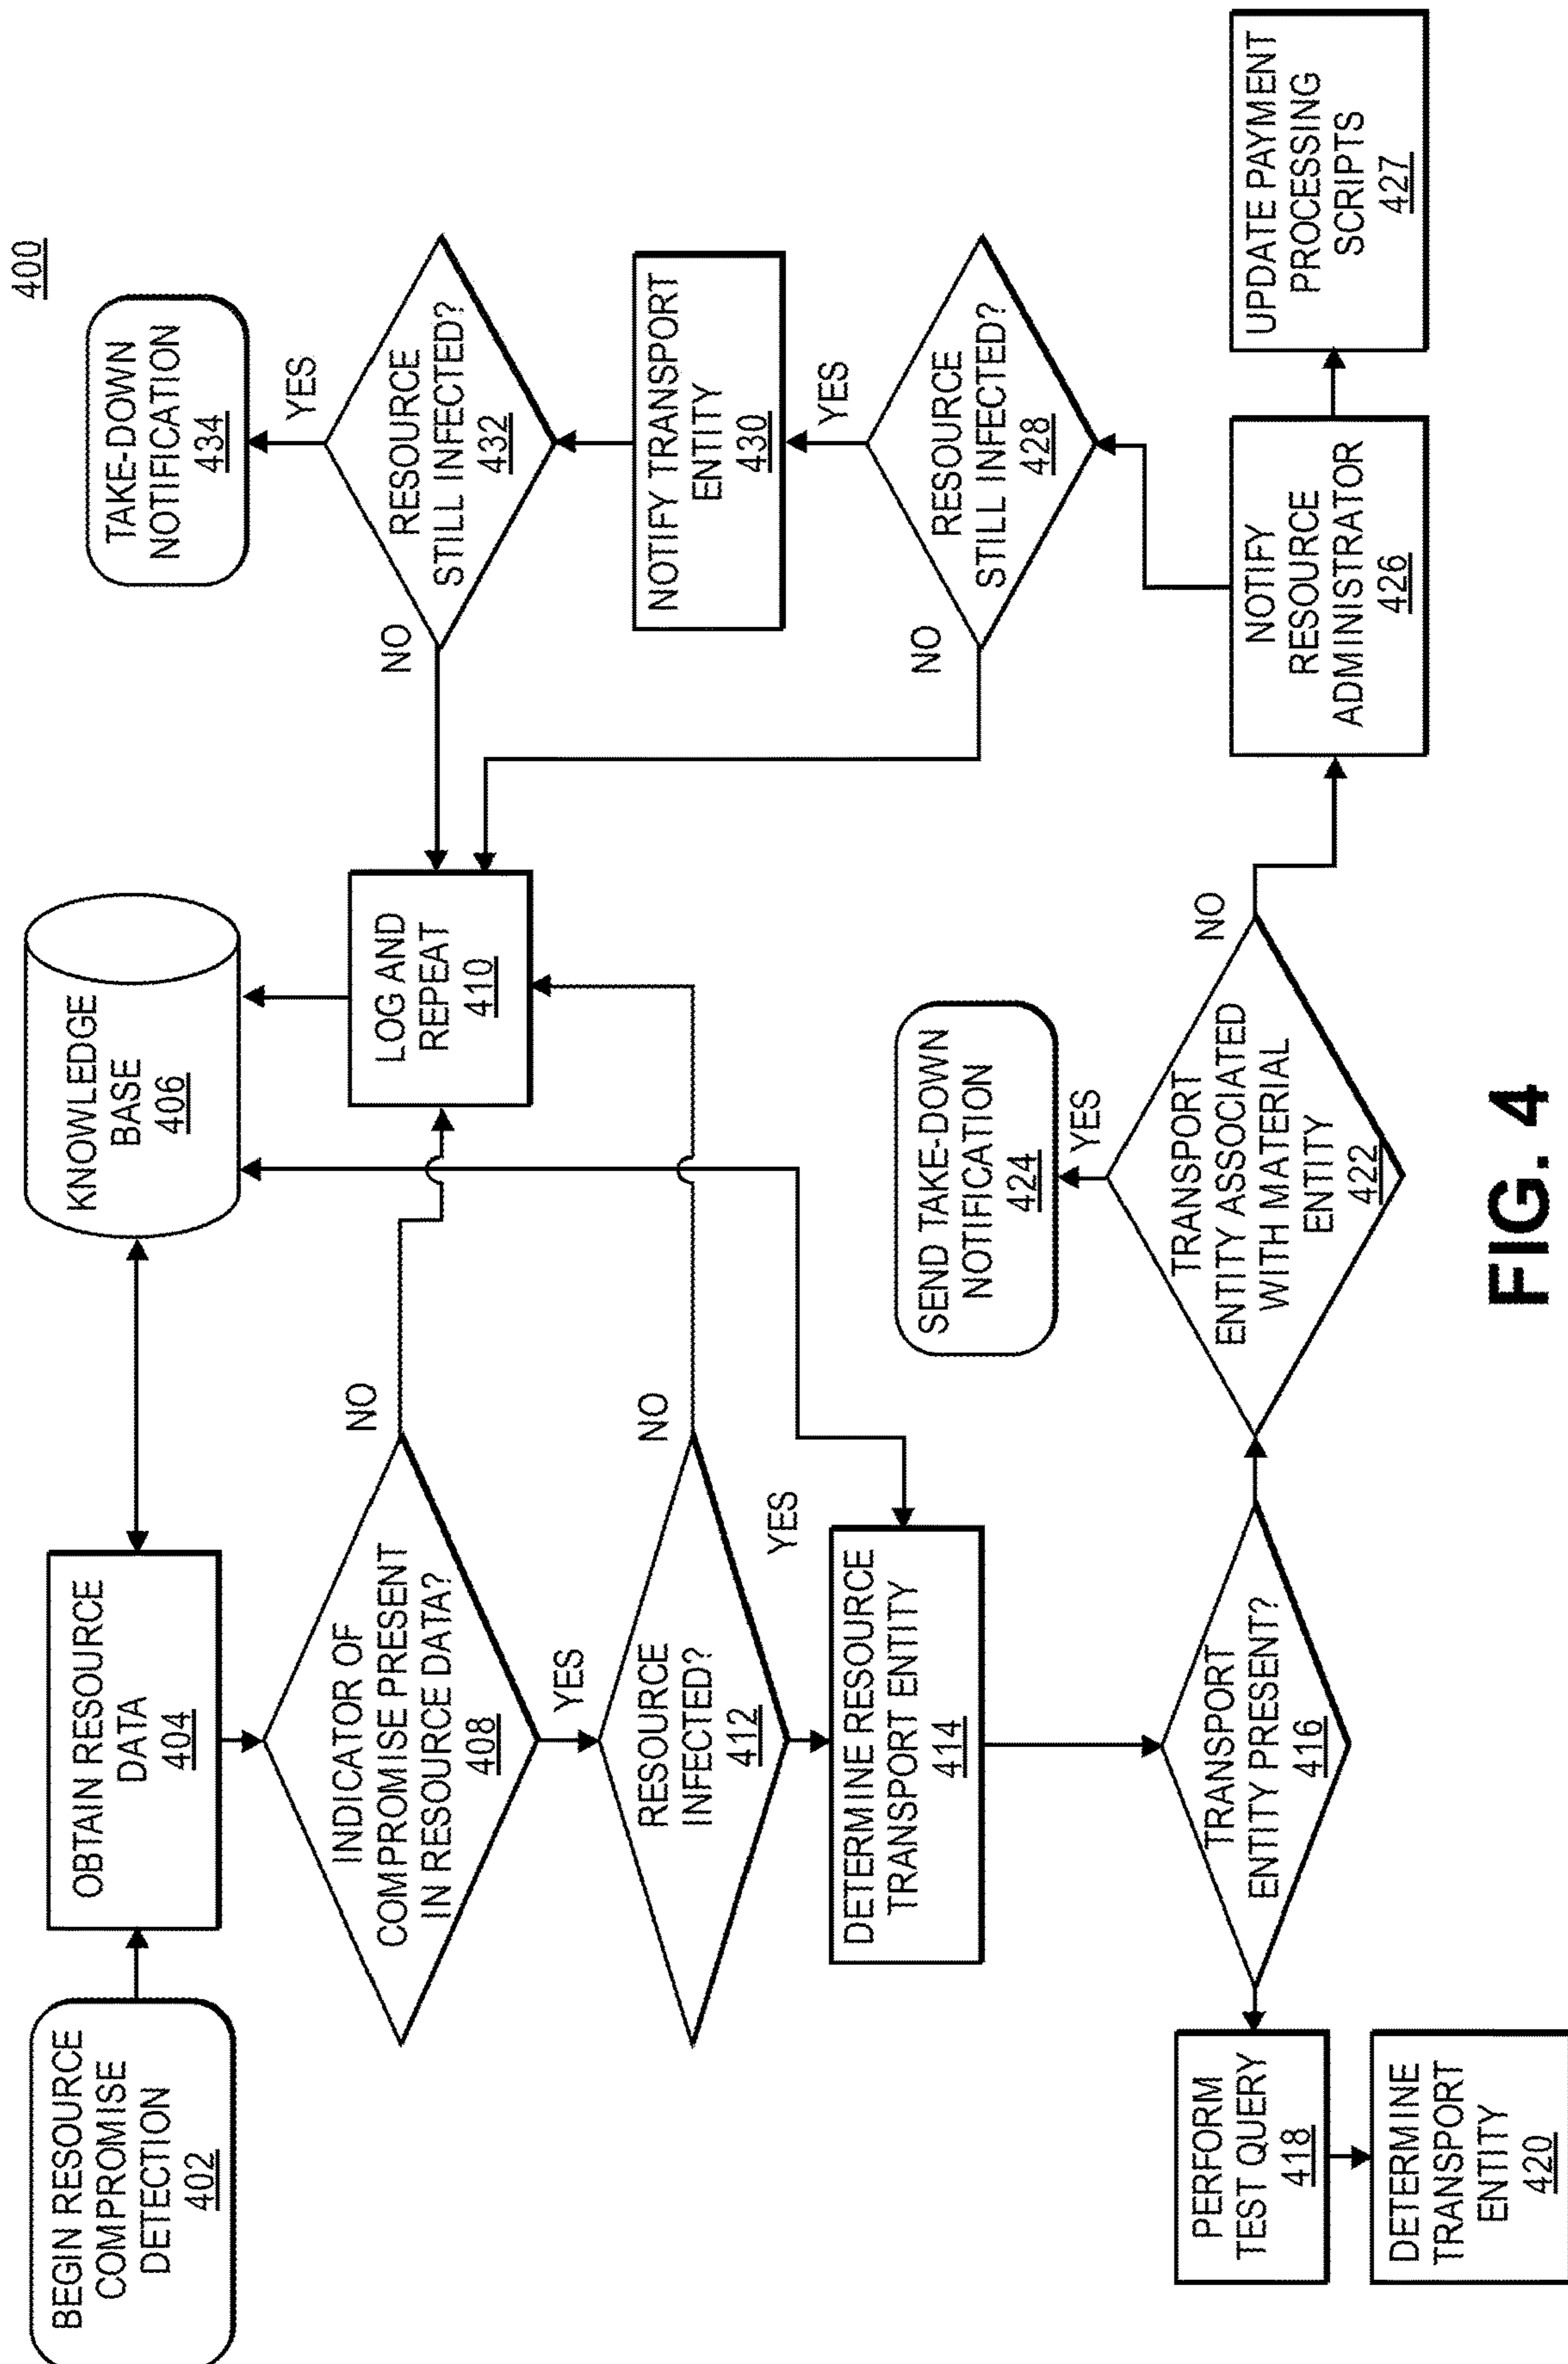 400
BEGIN RESOURCE
COMPROMISE
DETECTION
402
OBTAIN RESOURCE
DATA
404
KNOWLEDGE
BASE
406
INDICATOR OF
COMPROMISE PRESENT
IN RESOURCE DATA?
408
NO
YES
LOG AND
REPEAT
410
RESOURCE
INFECTED?
412
NO
YES
DETERMINE RESOURCE
TRANSPORT ENTITY
414
TRANSPORT
ENTITY PRESENT?
416
PERFORM
TEST QUERY
418
DETERMINE
TRANSPORT
ENTITY
420
TRANSPORT
ENTITY ASSOCIATED
WITH MATERIAL
ENTITY
422
YES
SEND TAKE-DOWN
NOTIFICATION
424
NO
NOTIFY
RESOURCE
ADMINISTRATOR
426
UPDATE PAYMENT
PROCESSING
SCRIPTS
427
RESOURCE
STILL INFECTED?
428
NO
YES
NOTIFY TRANSPORT
ENTITY
430
RESOURCE
STILL INFECTED?
432
NO
YES
TAKE-DOWN
NOTIFICATION
434
FIG. 4